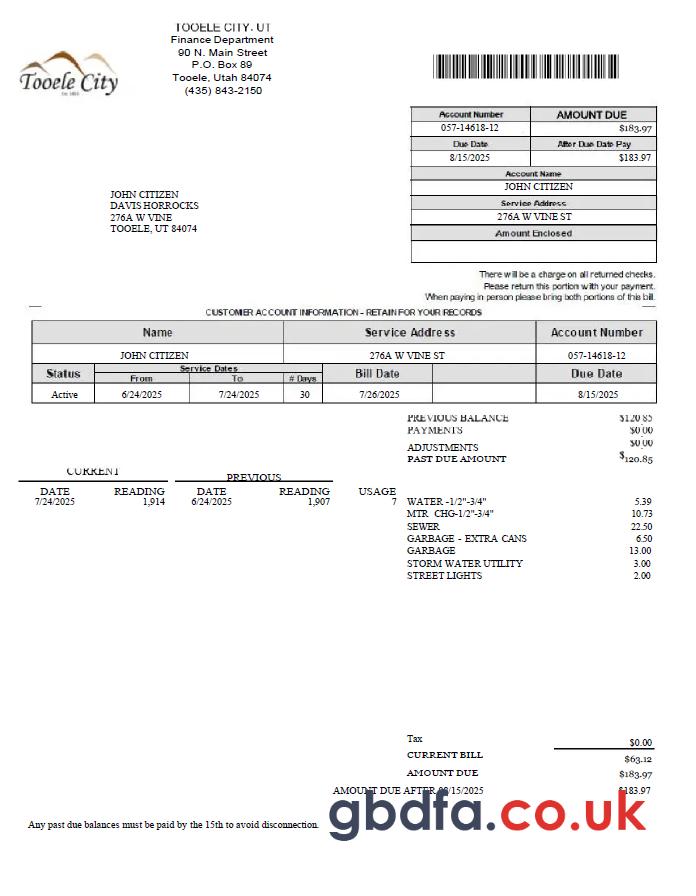 TOOELE CITY, UT
Finance Department
90 N. Main Street
P.O. Box 89
Tooele, Utah 84074
(435) 843-2150
Tooele City
Account Number AMOUNT DUE
057-14618-12 $183.97
Due Date After Due Date Pay
8/15/2025 $183.97
Account Name
JOHN CITIZEN
Service Address
276A W VINE ST
Amount Enclosed
JOHN CITIZEN
DAVIS HORROCKS
276A W VINE
TOOELE, UT 84074
There will be a charge on all returned checks.
Please return this portion with your payment.
When paying in person please bring both portions of this bill.
CUSTOMER ACCOUNT INFORMATION - RETAIN FOR YOUR RECORDS
Name Service Address Account Number
JOHN CITIZEN 276A W VINE ST 057-14618-12
Status Service Dates Bill Date Due Date
From To # Days
Active 6/24/2025 7/24/2025 30 7/26/2025 8/15/2025
PREVIOUS BALANCE $120.85
PAYMENTS $0.00
ADJUSTMENTS $0.00
PAST DUE AMOUNT $120.85
CURRENT PREVIOUS
DATE READING DATE READING USAGE
7/24/2025 1,914 6/24/2025 1,907 7
WATER -1/2"-3/4" 5.39
MTR CHG-1/2"-3/4" 10.73
SEWER 22.50
GARBAGE - EXTRA CANS 6.50
GARBAGE 13.00
STORM WATER UTILITY 3.00
STREET LIGHTS 2.00
Tax $0.00
CURRENT BILL $63.12
AMOUNT DUE $183.97
AMOUNT DUE AFTER 08/15/2025 $183.97
Any past due balances must be paid by the 15th to avoid disconnection.
gbdfa.co.uk